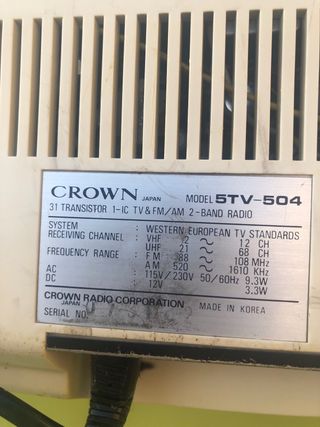 CROWN JAPAN MODEL 5TV-504
31 TRANSISTOR 1-IC TV & FM/AM 2-BAND RADIO
SYSTEM : WESTERN EUROPEAN TV STANDARDS
RECEIVING CHANNEL : VHF 2 ~ 12 CH
UHF 21 ~ 68 CH
FREQUENCY RANGE : FM 88 ~ 108 MHz
AM 520 ~ 1610 KHz
AC : 115V/230V 50/60Hz 9.3W
DC : 12V 3.3W
CROWN RADIO CORPORATION
JAPAN MADE IN KOREA
SERIAL NO.